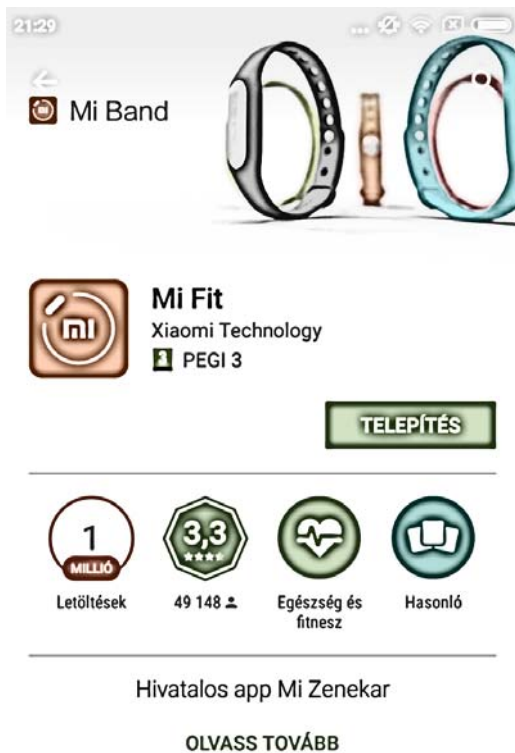 21:29
Mi Band
Mi Fit
Xiaomi Technology
3 PEGI 3
TELEPÍTÉS
1
MILLIÓ
Letöltések
3,3
49 148
Egészség és
fitnesz
Hasonló
Hivatalos app Mi Zenekar
OLVASS TOVÁBB